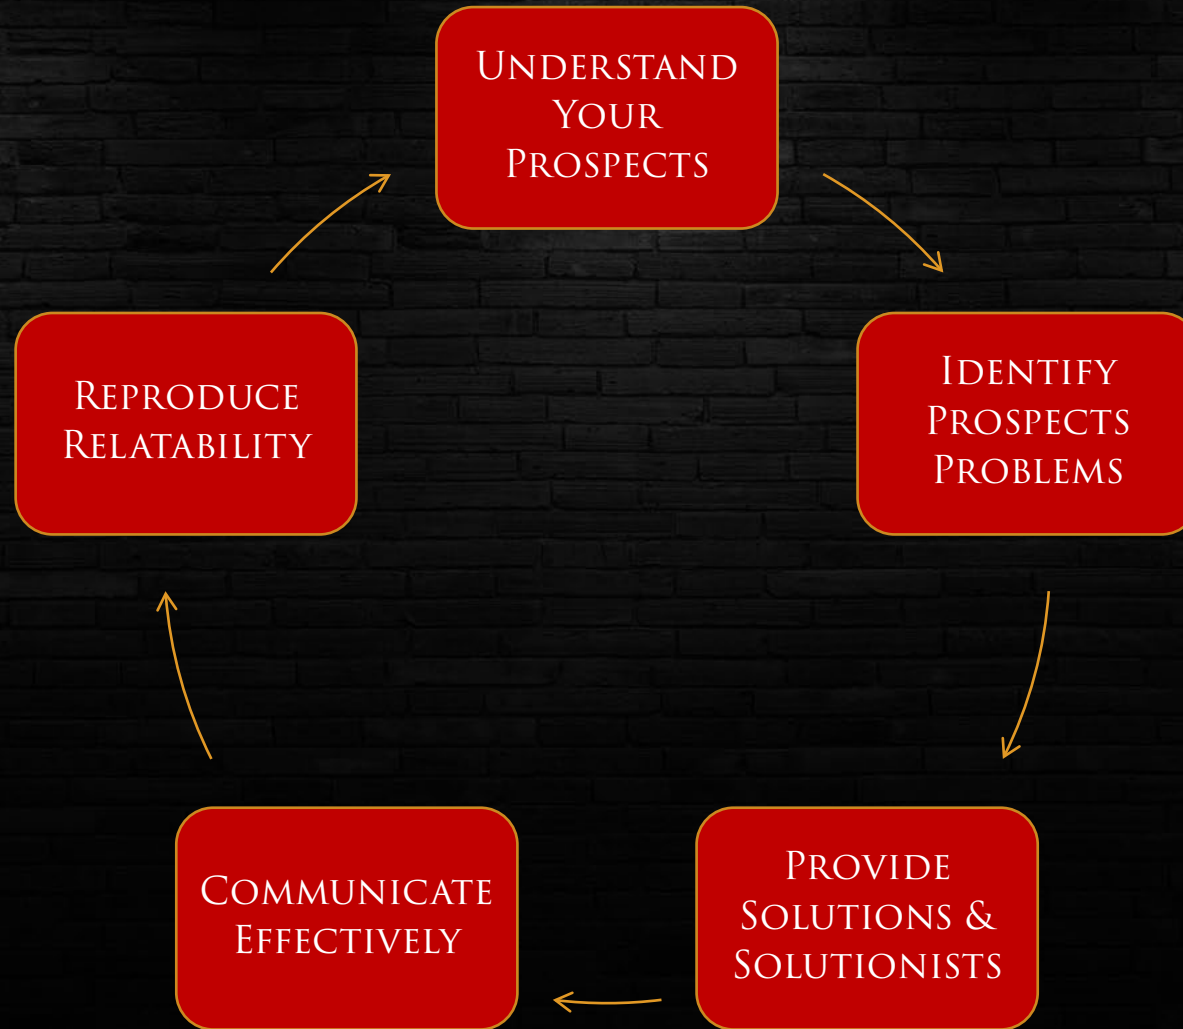 Understand
Your
Prospects
Identify
Prospects
Problems
Provide
Solutions &
Solutionists
Communicate
Effectively
Reproduce
Relatability